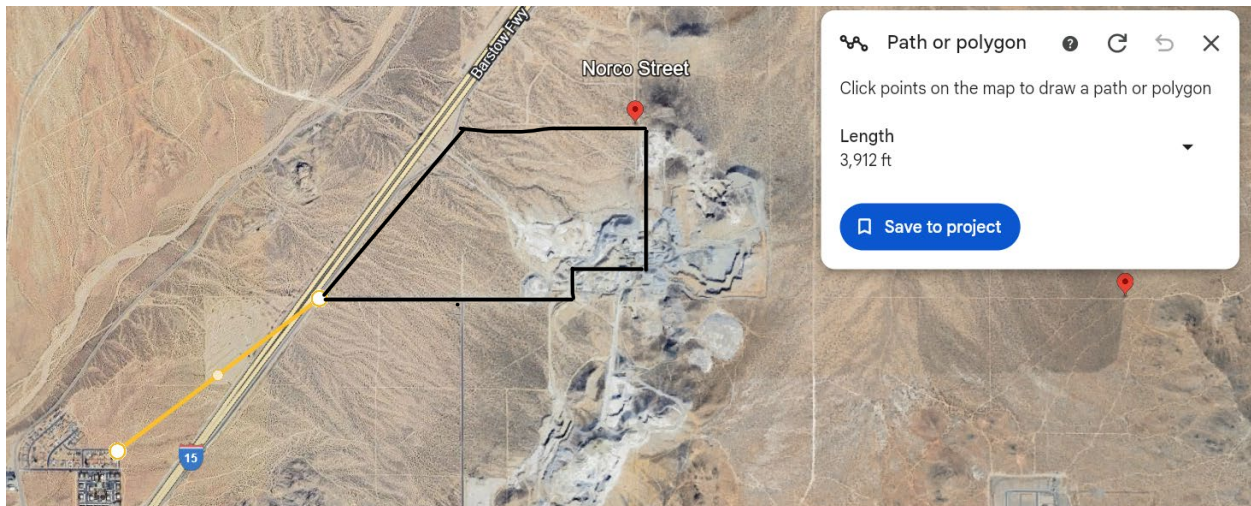 Barstow Fwy
Norco Street
15
Path or polygon
?
Click points on the map to draw a path or polygon
Length
3,912 ft
Save to project